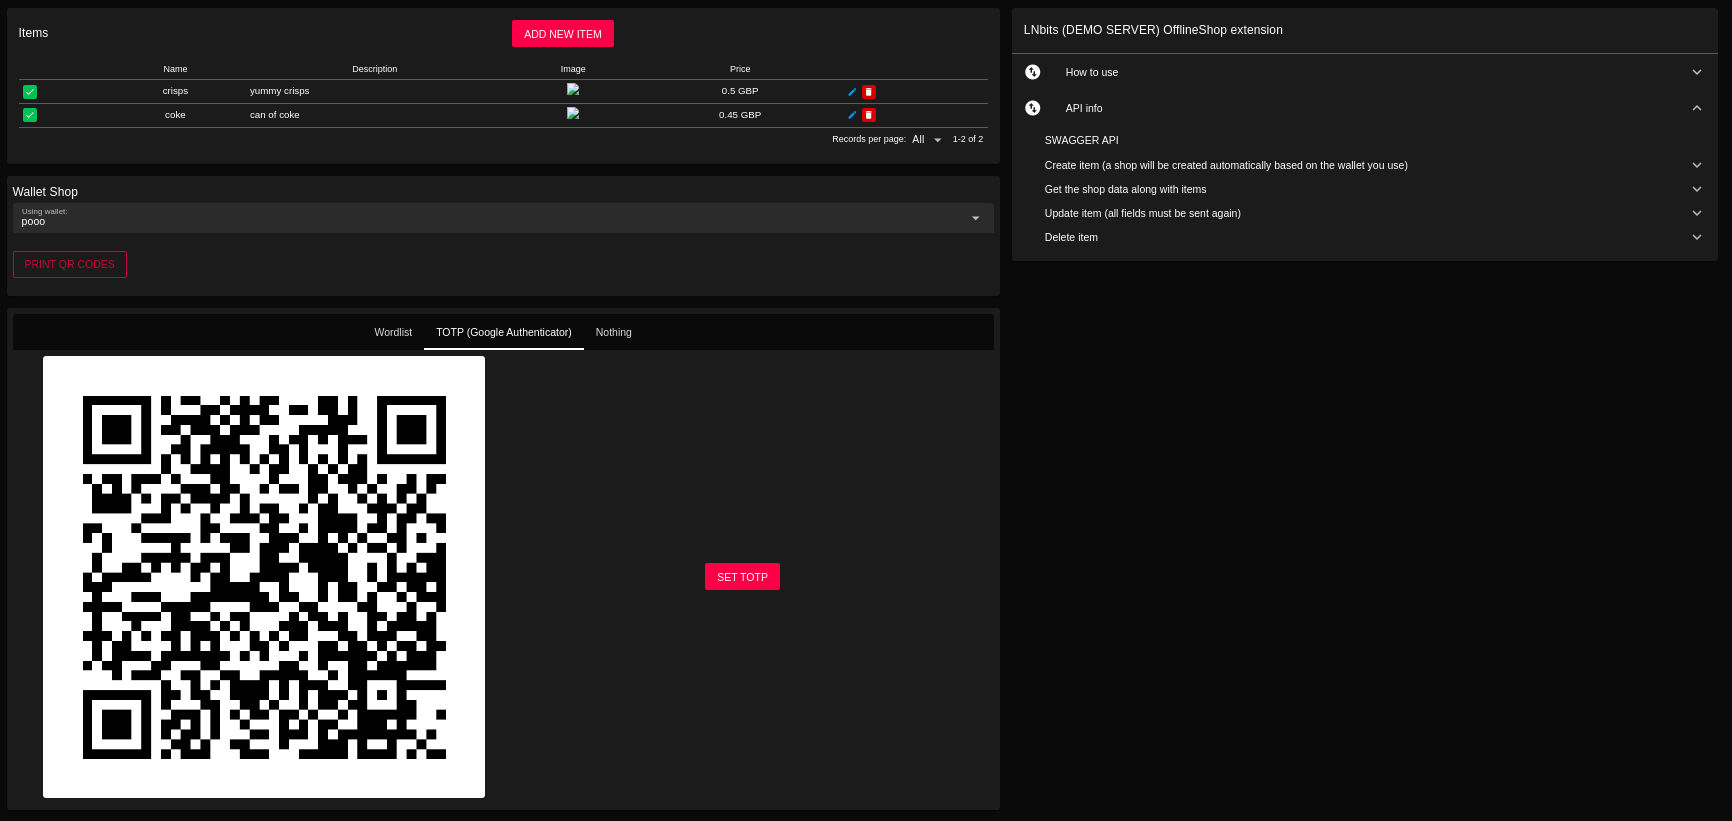 Items
ADD NEW ITEM
Name Description Image Price
crisps yummy crisps 0.5 GBP
coke can of coke 0.45 GBP
Records per page: All 1-2 of 2
Wallet Shop
Using wallet:
pooo
PRINT QR CODES
Wordlist TOTP (Google Authenticator) Nothing
SET TOTP
LNbits (DEMO SERVER) OfflineShop extension
How to use
API info
SWAGGER API
Create item (a shop will be created automatically based on the wallet you use)
Get the shop data along with items
Update item (all fields must be sent again)
Delete item